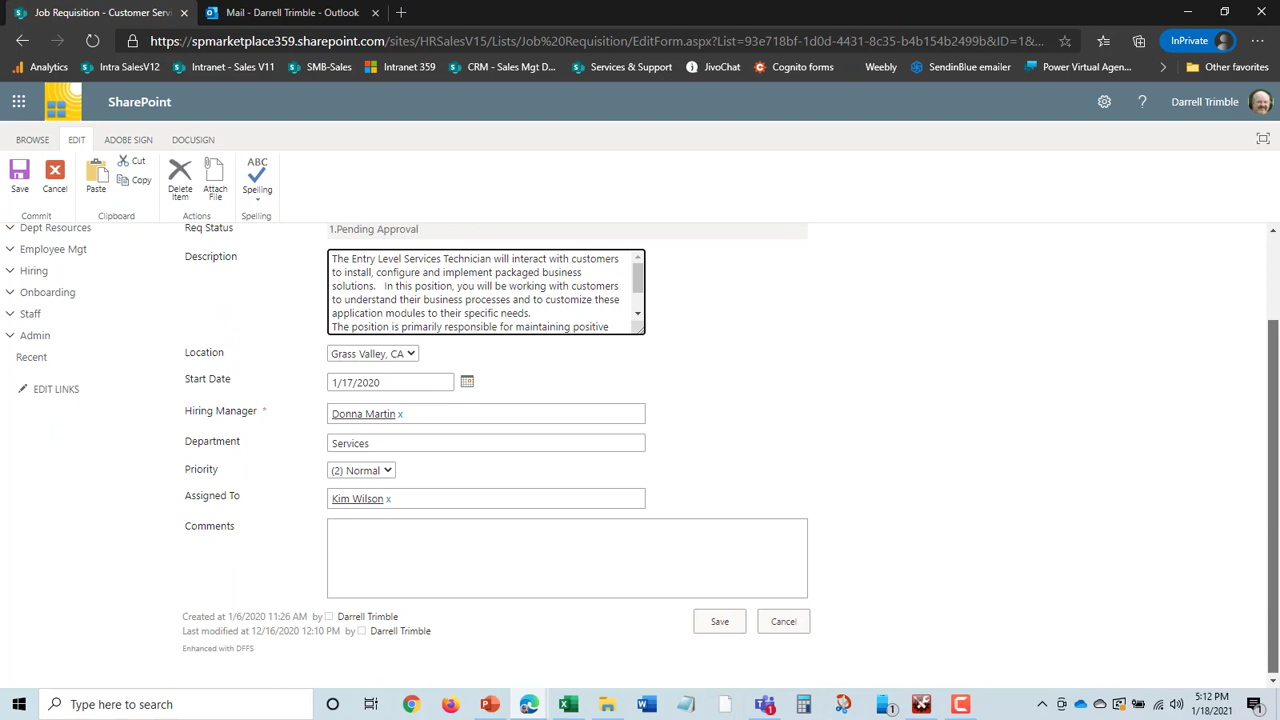 Job Requisition - Customer Servi
Mail - Darrell Trimble - Outlook
https://spmarketplace359.sharepoint.com/sites/HRSalesV15/Lists/Job%20Requisition/EditForm.aspx?List=93e718bf-1d0d-4431-8c35-b4b154b2499b&ID=1&...
InPrivate
Analytics
Intra SalesV12
Intranet - Sales V11
SMB-Sales
Intranet 359
CRM - Sales Mgt D...
Services & Support
JivoChat
Cognito forms
Weebly
SendinBlue emailer
Power Virtual Agen...
Other favorites
SharePoint
Darrell Trimble
BROWSE
EDIT
ADOBE SIGN
DOCUSIGN
Save
Cancel
Paste
Cut
Copy
Delete Item
Attach File
ABC
Spelling
Commit
Clipboard
Actions
Spelling
Dept Resources
Employee Mgt
Hiring
Onboarding
Staff
Admin
Recent
EDIT LINKS
Req Status
1.Pending Approval
Description
The Entry Level Services Technician will interact with customers
to install, configure and implement packaged business
solutions. In this position, you will be working with customers
to understand their business processes and to customize these
application modules to their specific needs.
The position is primarily responsible for maintaining positive
Location
Grass Valley, CA
Start Date
1/17/2020
Hiring Manager *
Donna Martin x
Department
Services
Priority
(2) Normal
Assigned To
Kim Wilson x
Comments
Created at 1/6/2020 11:26 AM by Darrell Trimble
Last modified at 12/16/2020 12:10 PM by Darrell Trimble
Enhanced with DFFS
Save
Cancel
Type here to search
5:12 PM
1/18/2021